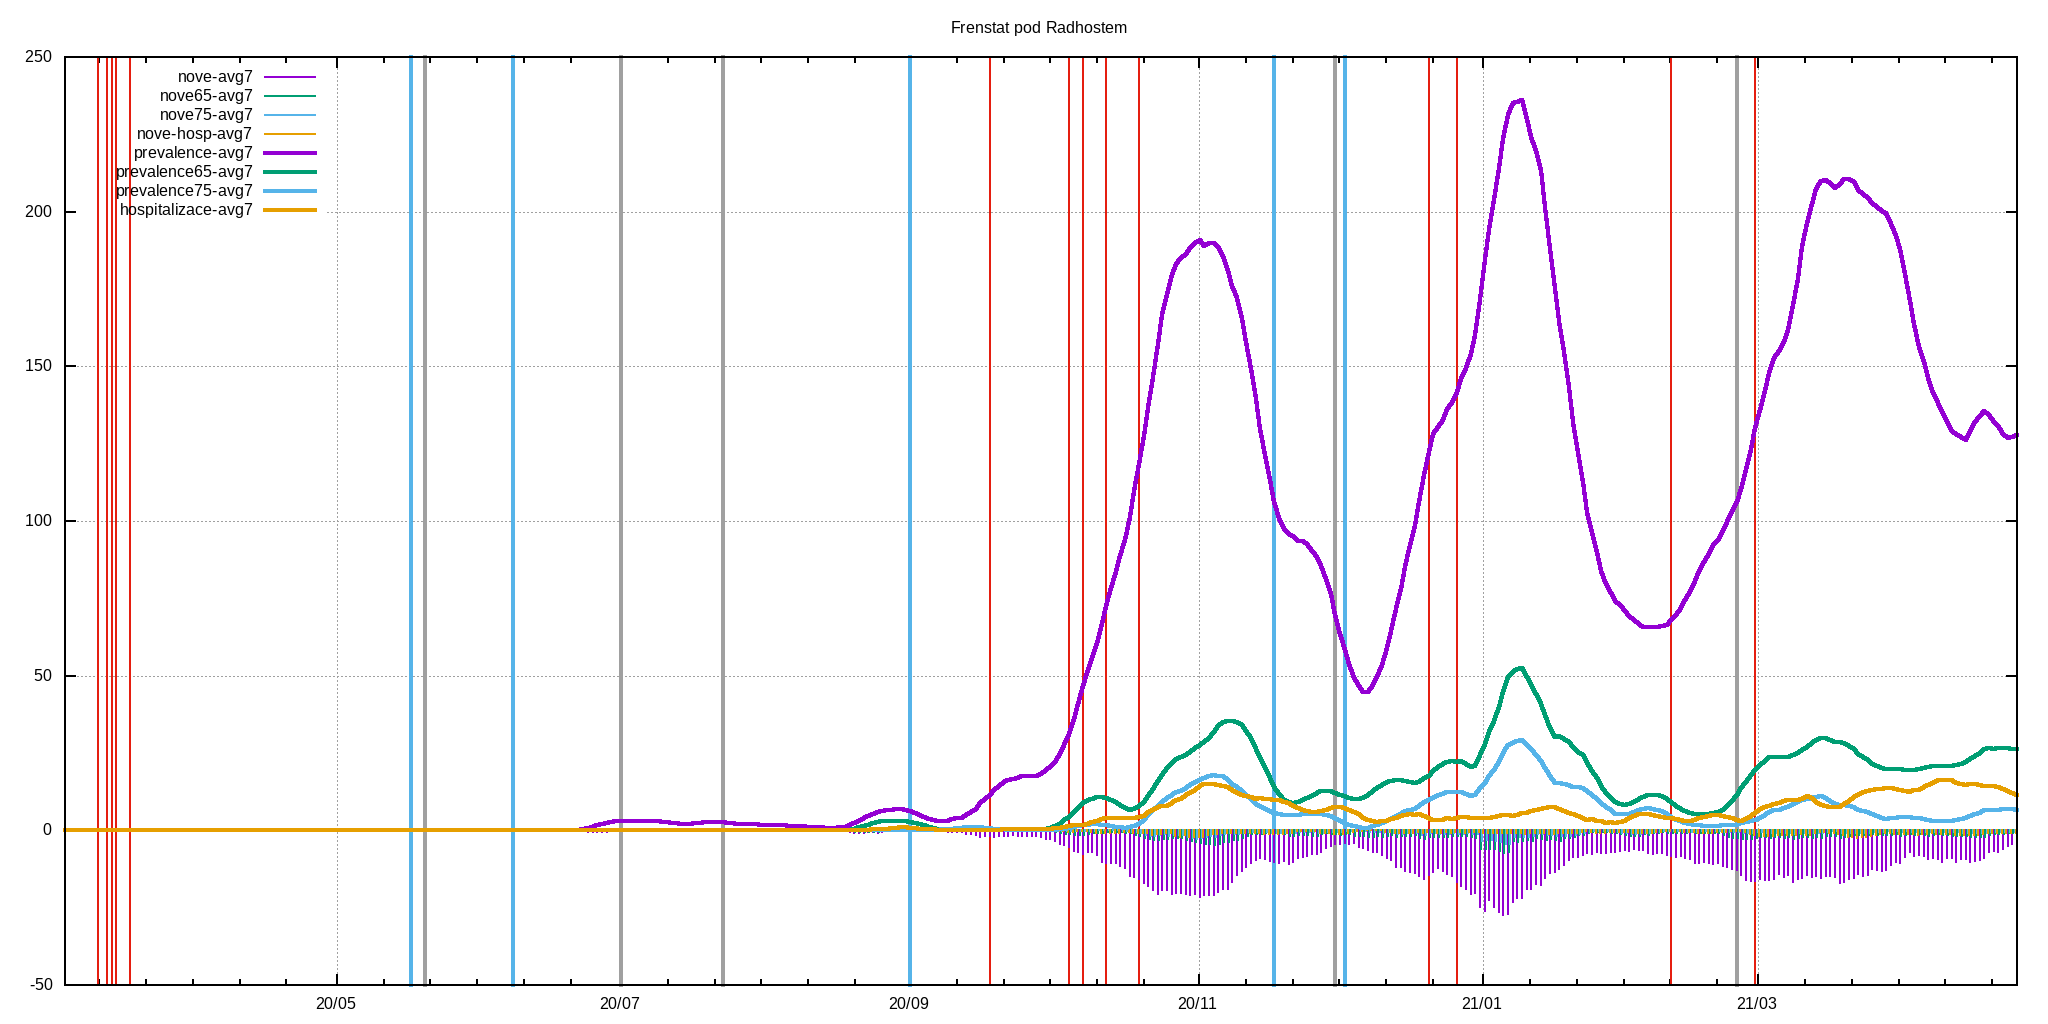 Frenstat pod Radhostem
250
200
150
100
50
0
-50
nove-avg7
nove65-avg7
nove75-avg7
nove-hosp-avg7
prevalence-avg7
prevalence65-avg7
prevalence75-avg7
hospitalizace-avg7
20/05
20/07
20/09
20/11
21/01
21/03